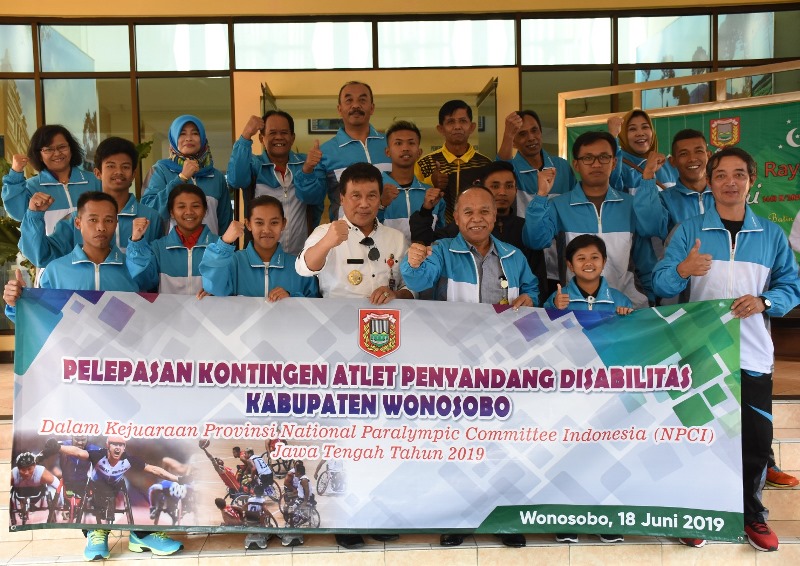 PELEPASAN KONTINGEN ATLET PENYANDANG DISABILITAS
KABUPATEN WONOSOBO
Dalam Kejuaraan Provinsi National Paralympic Committee Indonesia (NPCI)
Jawa Tengah Tahun 2019
Wonosobo, 18 Juni 2019